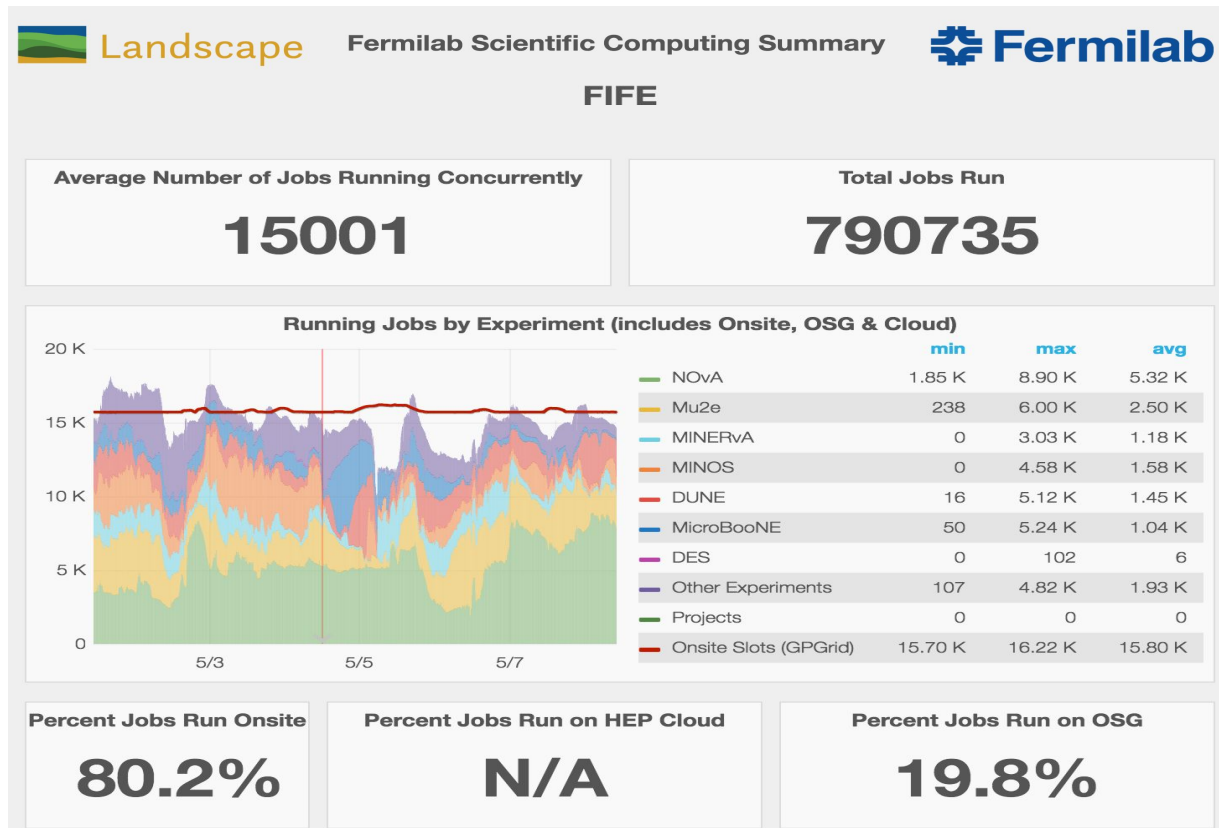 Landscape
Fermilab Scientific Computing Summary
Fermilab
FIFE
Average Number of Jobs Running Concurrently
15001
Total Jobs Run
790735
Running Jobs by Experiment (includes Onsite, OSG & Cloud)
20 K
15 K
10 K
5 K
0
5/3 5/5 5/7
min max avg
NOvA 1.85 K 8.90 K 5.32 K
Mu2e 238 6.00 K 2.50 K
MINERvA 0 3.03 K 1.18 K
MINOS 0 4.58 K 1.58 K
DUNE 16 5.12 K 1.45 K
MicroBooNE 50 5.24 K 1.04 K
DES 0 102 6
Other Experiments 107 4.82 K 1.93 K
Projects 0 0 0
Onsite Slots (GPGrid) 15.70 K 16.22 K 15.80 K
Percent Jobs Run Onsite
80.2%
Percent Jobs Run on HEP Cloud
N/A
Percent Jobs Run on OSG
19.8%